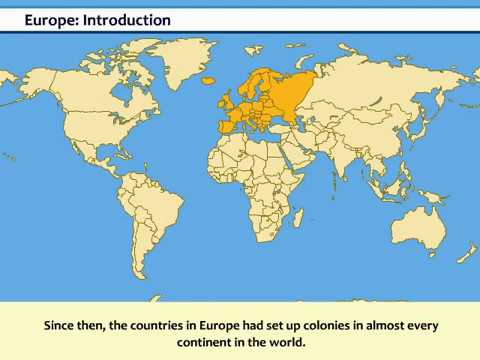 Europe: Introduction
Since then, the countries in Europe had set up colonies in almost every
continent in the world.